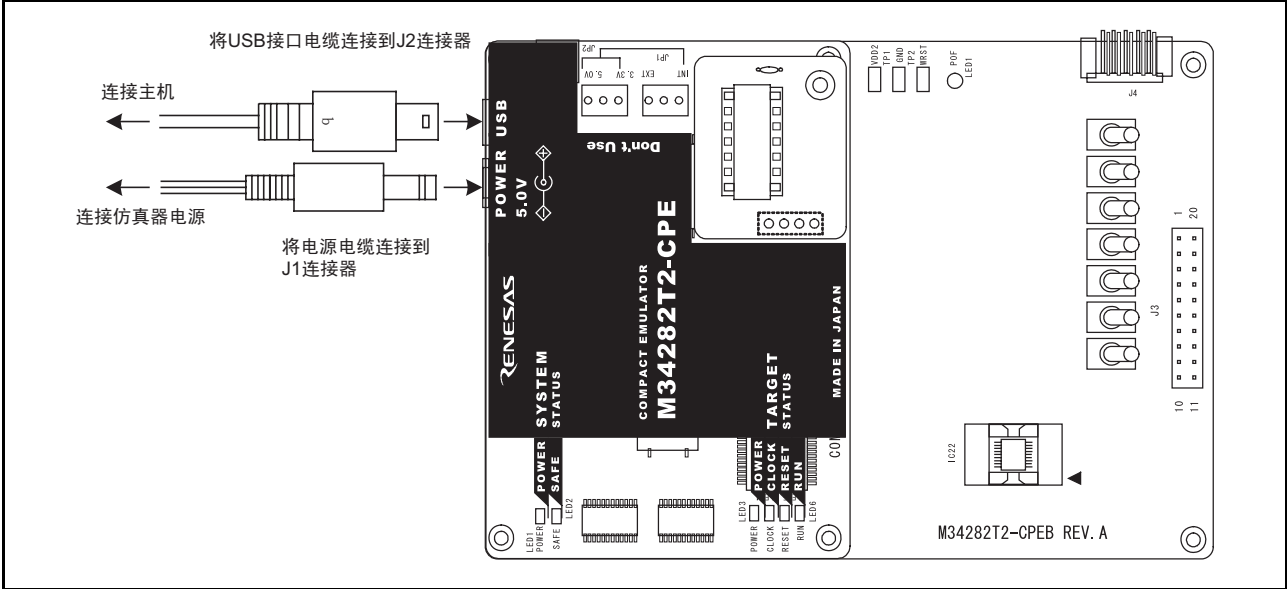 将USB接口电缆连接到J2连接器
连接主机
连接仿真器电源
将电源电缆连接到
J1连接器
POWER USB
5.0V
Don't Use
JP2
5.0V 3.3V
JP1
EXT INT
RENESAS
SYSTEM
STATUS
POWER
SAFE
COMPACT EMULATOR
M34282T2-CPE
TARGET
STATUS
POWER
CLOCK
RESET
RUN
MADE IN JAPAN
CON
LED1
POWER
SAFE
LED2
LED3
POWER
CLOCK
RESET
RUN
LED6
VDD2
TP1
GND
TP2
WRST
POF
LED1
J4
1 20
J3
10 11
IC22
M34282T2-CPEB REV.A